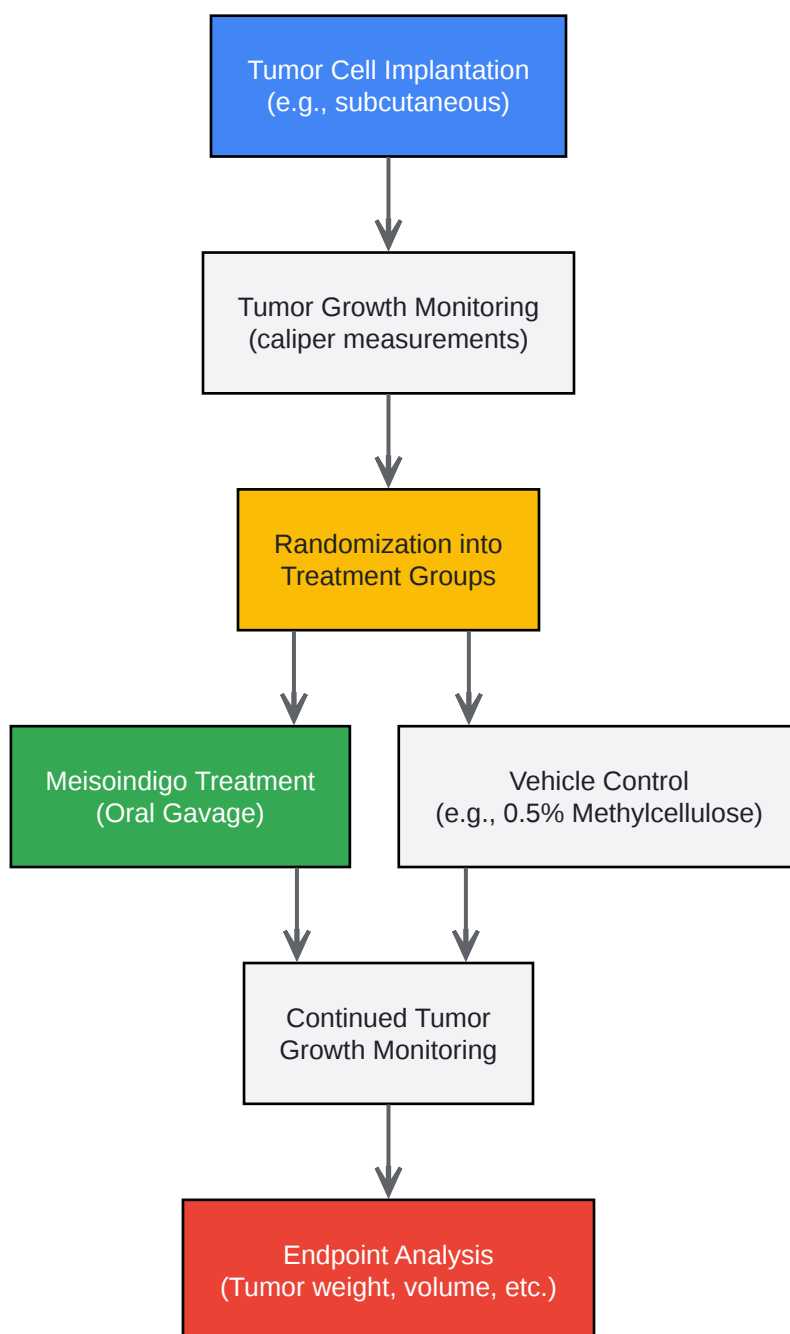 Tumor Cell Implantation
(e.g., subcutaneous)
Tumor Growth Monitoring
(caliper measurements)
Randomization into
Treatment Groups
Meisoindigo Treatment
(Oral Gavage)
Vehicle Control
(e.g., 0.5% Methylcellulose)
Continued Tumor
Growth Monitoring
Endpoint Analysis
(Tumor weight, volume, etc.)